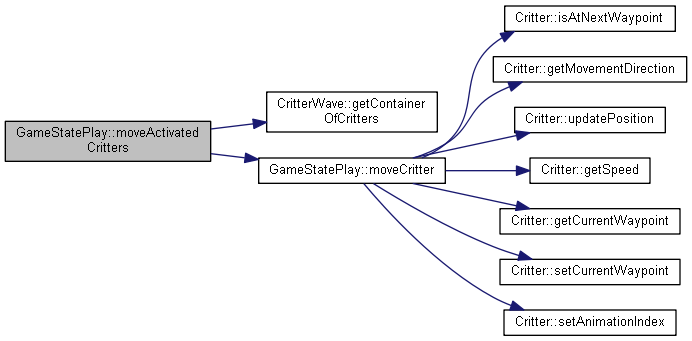 GameStatePlay::moveActivated
Critters
CritterWave::getContainer
OfCritters
GameStatePlay::moveCritter
Critter::isAtNextWaypoint
Critter::getMovementDirection
Critter::updatePosition
Critter::getSpeed
Critter::getCurrentWaypoint
Critter::setCurrentWaypoint
Critter::setAnimationIndex